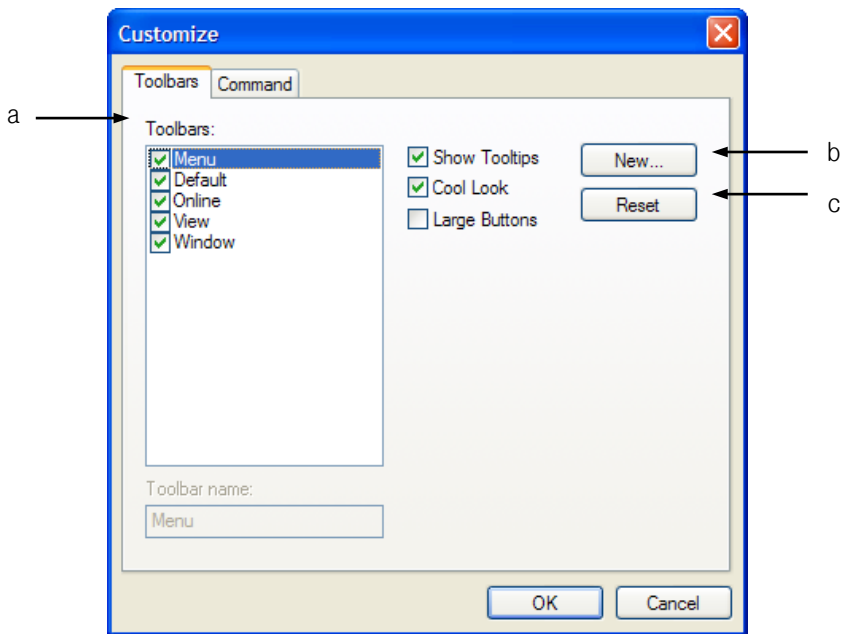 Customize
Toolbars Command
a
Toolbars:
Menu
Default
Online
View
Window
Show Tooltips
Cool Look
Large Buttons
New...
Reset
b
c
Toolbar name:
Menu
OK Cancel